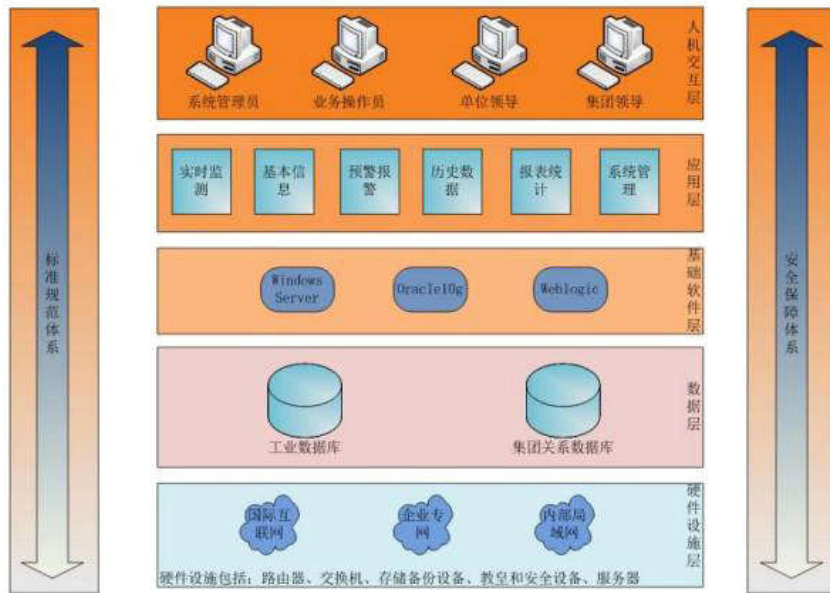 人机交互层
系统管理员
业务操作员
单位领导
集团领导
应用层
实时监
测
基本信
息
预警报
警
历史数
据
报表统
计
系统管
理
标准规范体系
安全保障体系
基础软件层
Windows
Server
Oracle10g
Weblogic
数据层
工业数据库
集团关系数据库
硬件设施层
国际互
联网
企业专
网
内部局
域网
硬件设施包括：路由器、交换机、存储备份设备、教皇和安全设备、服务器